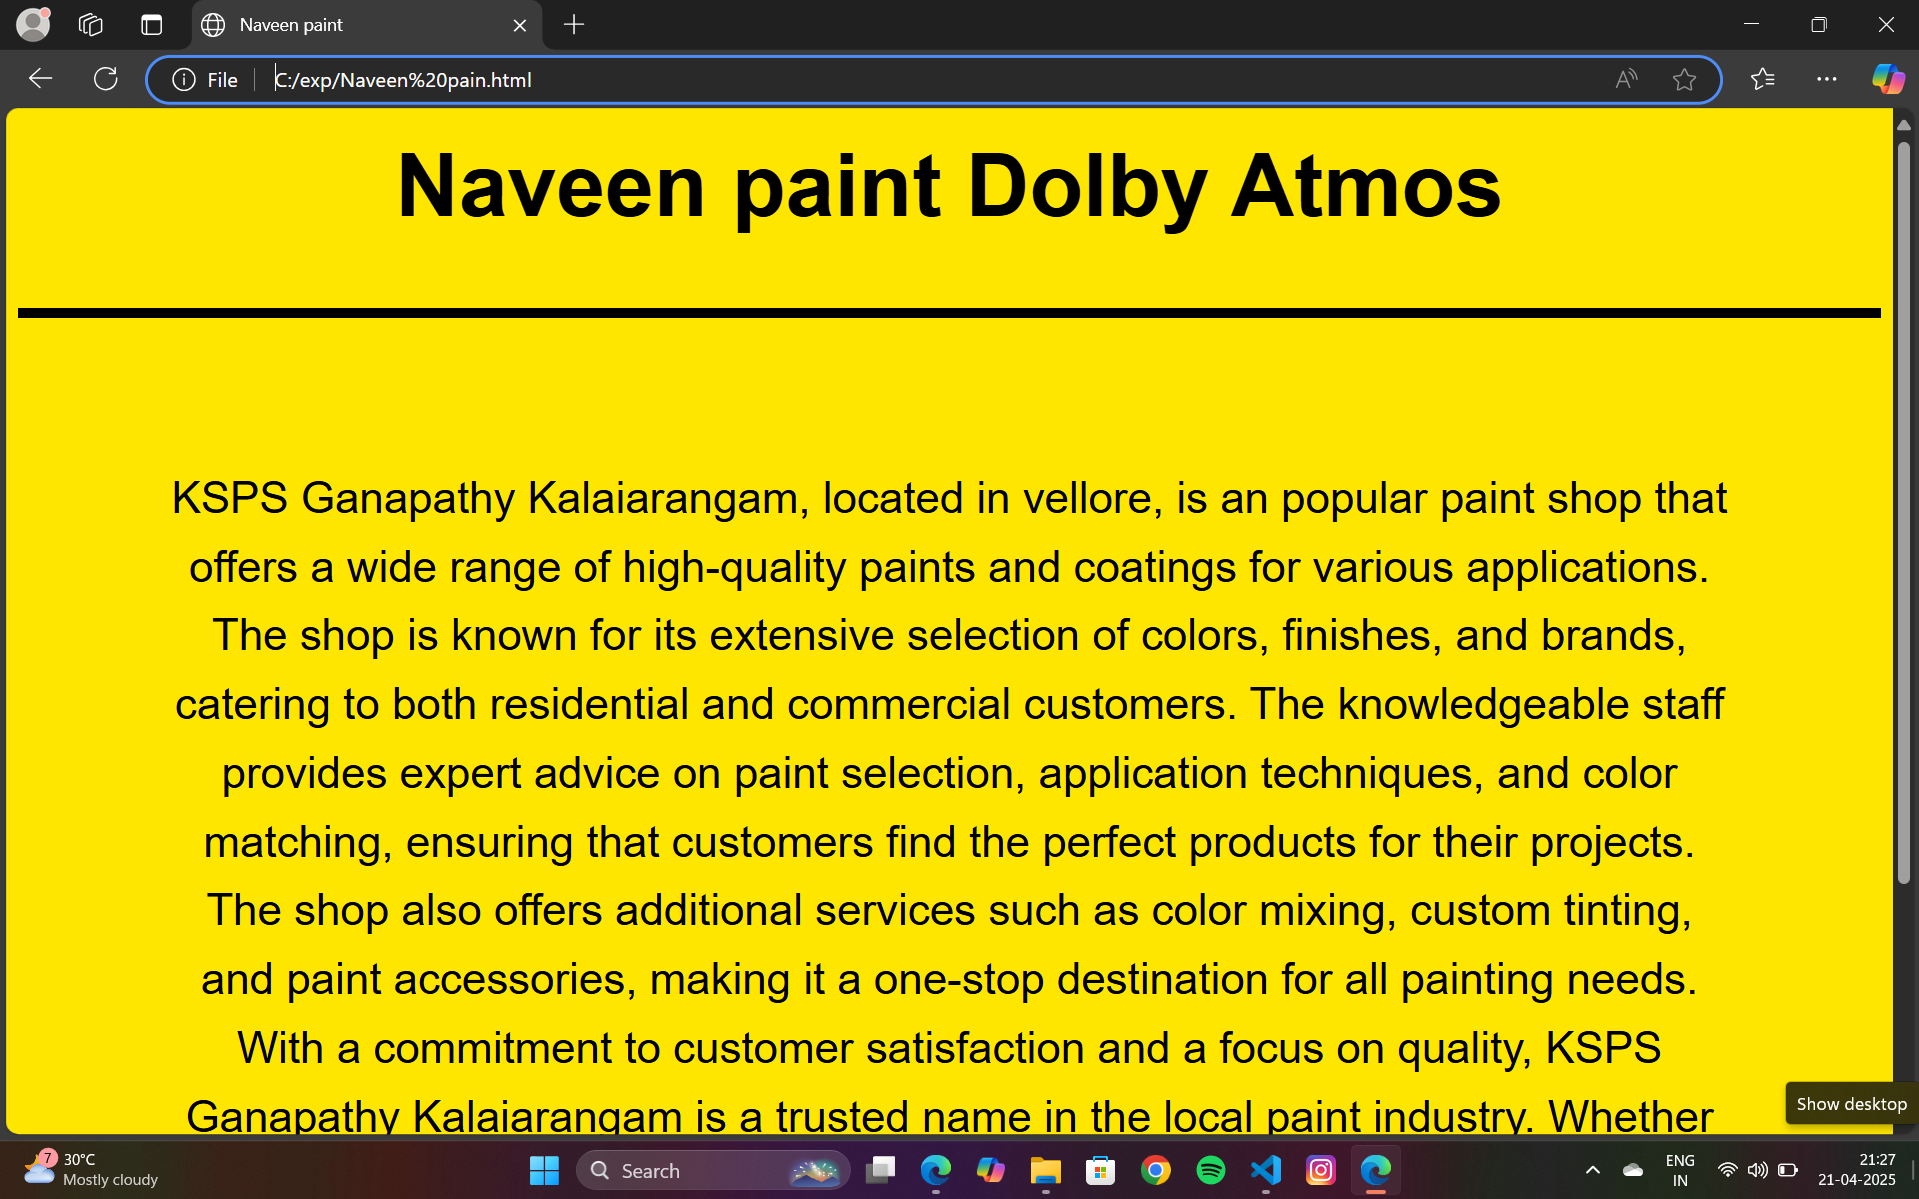 Naveen paint
File
C:/exp/Naveen%20pain.html
Naveen paint Dolby Atmos
KSPS Ganapathy Kalaiarangam, located in vellore, is an popular paint shop that
offers a wide range of high-quality paints and coatings for various applications.
The shop is known for its extensive selection of colors, finishes, and brands,
catering to both residential and commercial customers. The knowledgeable staff
provides expert advice on paint selection, application techniques, and color
matching, ensuring that customers find the perfect products for their projects.
The shop also offers additional services such as color mixing, custom tinting,
and paint accessories, making it a one-stop destination for all painting needs.
With a commitment to customer satisfaction and a focus on quality, KSPS
Ganapathy Kalaiarangam is a trusted name in the local paint industry. Whether
Show desktop
7
30°C
Mostly cloudy
Search
ENG
IN
21:27
21-04-2025